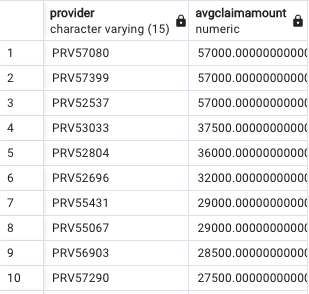 provider avgclaimamount
character varying (15) numeric
1 PRV57080 57000.00000000000
2 PRV57399 57000.00000000000
3 PRV52537 57000.00000000000
4 PRV53033 37500.00000000000
5 PRV52804 36000.00000000000
6 PRV52696 32000.00000000000
7 PRV55431 29000.00000000000
8 PRV55067 29000.00000000000
9 PRV56903 28500.00000000000
10 PRV57290 27500.00000000000